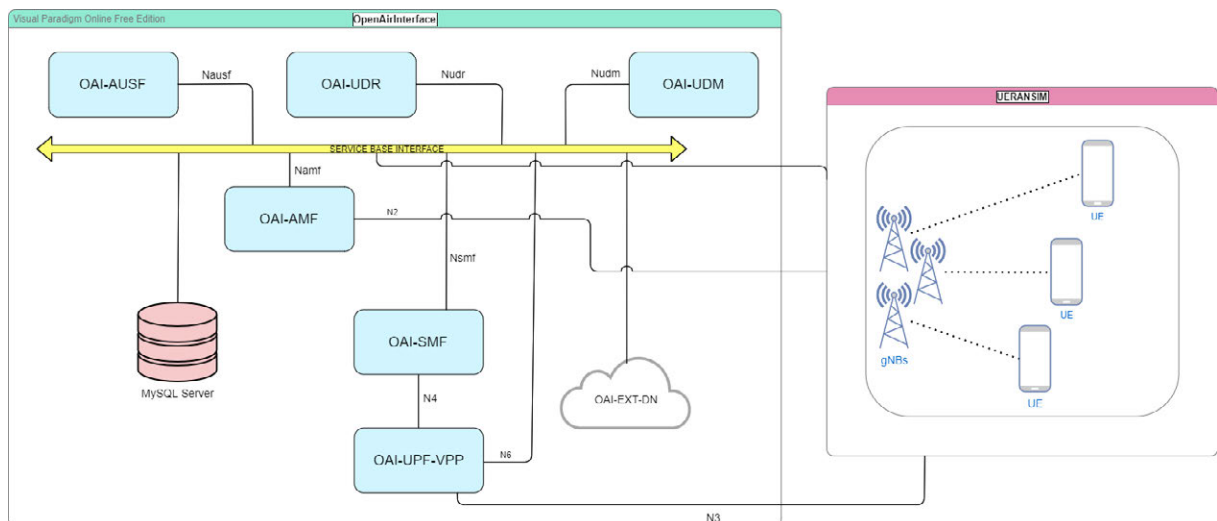 Visual Paradigm Online Free Edition
OpenAirInterface
OAI-AUSF
Nausf
OAI-UDR
Nudr
Nudm
OAI-UDM
UERANSIM
SERVICE BASE INTERFACE
Namf
OAI-AMF
N2
UE
Nsmf
UE
OAI-SMF
gNBs
MySQL Server
N4
OAI-EXT-DN
UE
OAI-UPF-VPP
N6
N3